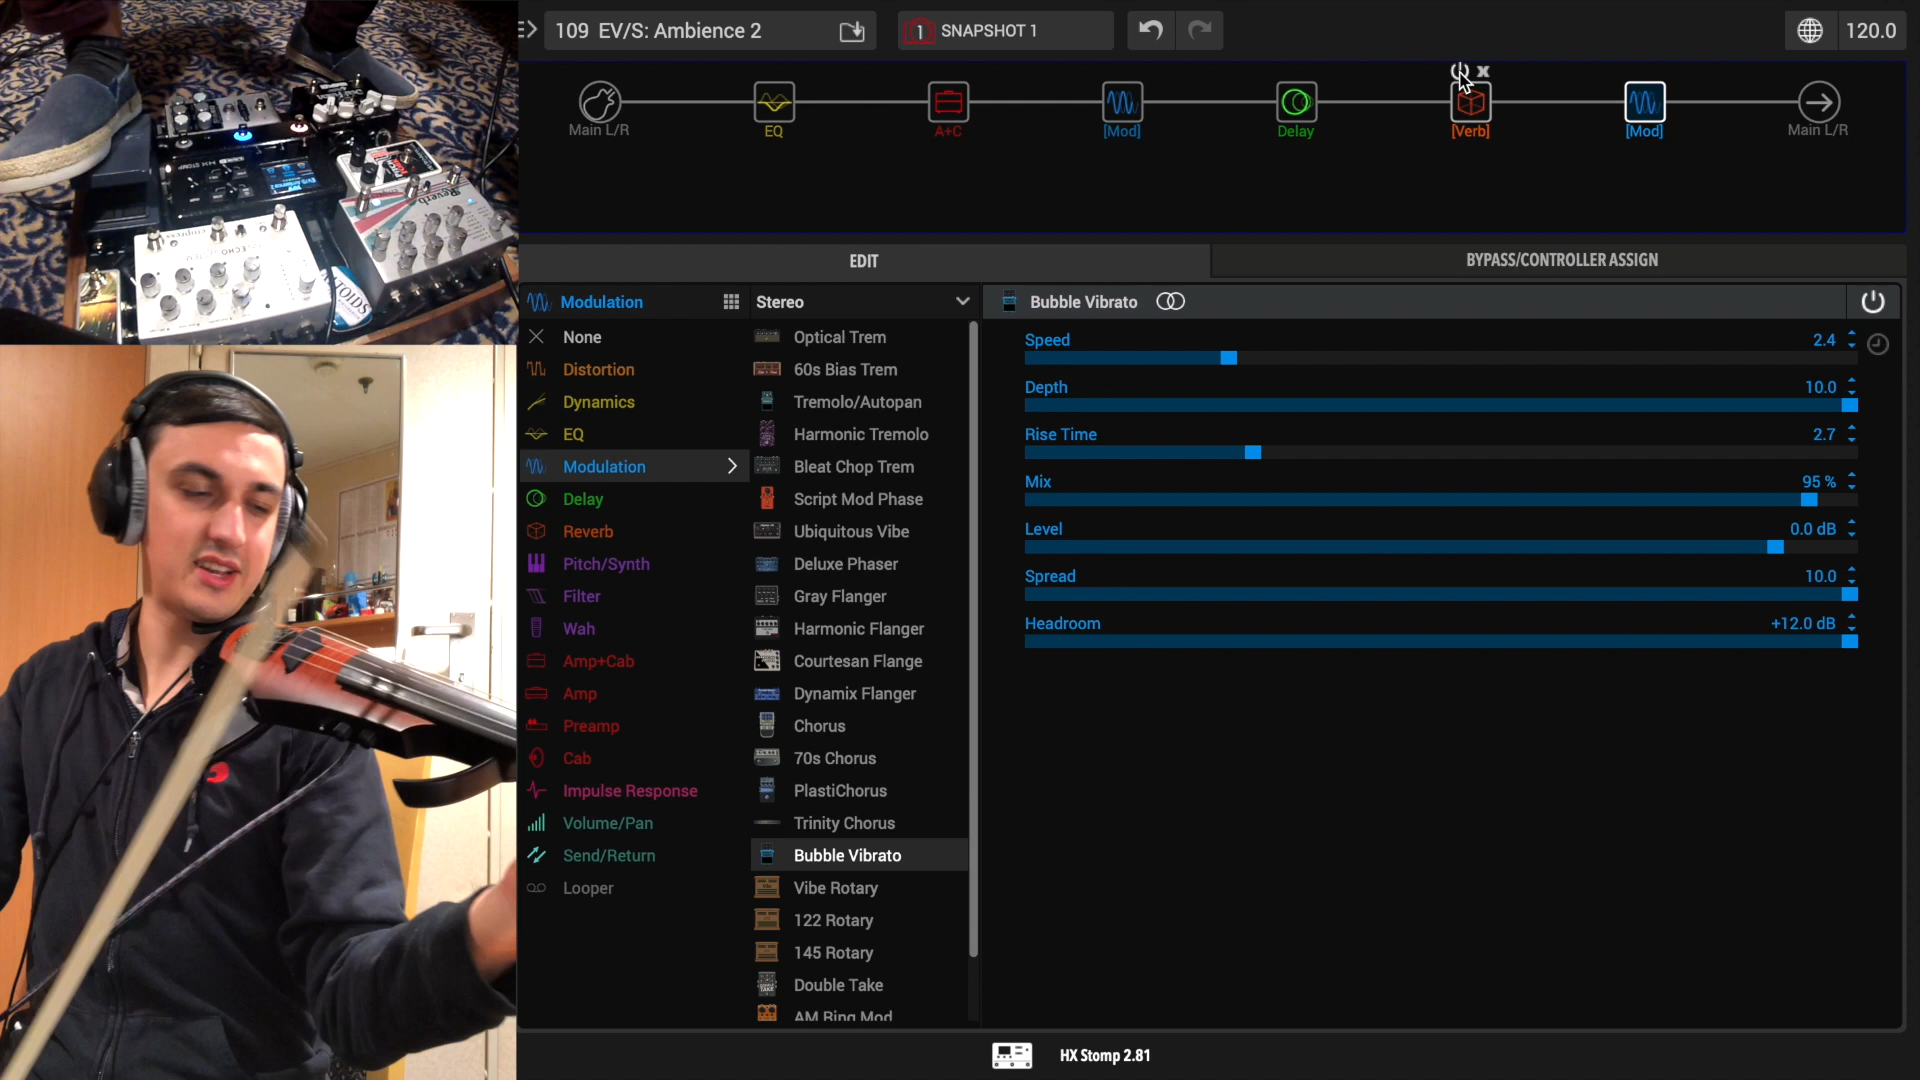 109 EV/S: Ambience 2
1 SNAPSHOT 1
120.0
Main L/R
EQ
A+C
[Mod]
Delay
[Verb]
[Mod]
Main L/R
EDIT
BYPASS/CONTROLLER ASSIGN
Modulation
Stereo
Bubble Vibrato
None
Distortion
Dynamics
EQ
Modulation
Delay
Reverb
Pitch/Synth
Filter
Wah
Amp+Cab
Amp
Preamp
Cab
Impulse Response
Volume/Pan
Send/Return
Looper
Optical Trem
60s Bias Trem
Tremolo/Autopan
Harmonic Tremolo
Bleat Chop Trem
Script Mod Phase
Ubiquitous Vibe
Deluxe Phaser
Gray Flanger
Harmonic Flanger
Courtesan Flange
Dynamix Flanger
Chorus
70s Chorus
PlastiChorus
Trinity Chorus
Bubble Vibrato
Vibe Rotary
122 Rotary
145 Rotary
Double Take
AM Ring Mod
Speed 2.4
Depth 10.0
Rise Time 2.7
Mix 95 %
Level 0.0 dB
Spread 10.0
Headroom +12.0 dB
HX Stomp 2.81
Reverb
HX STOMP